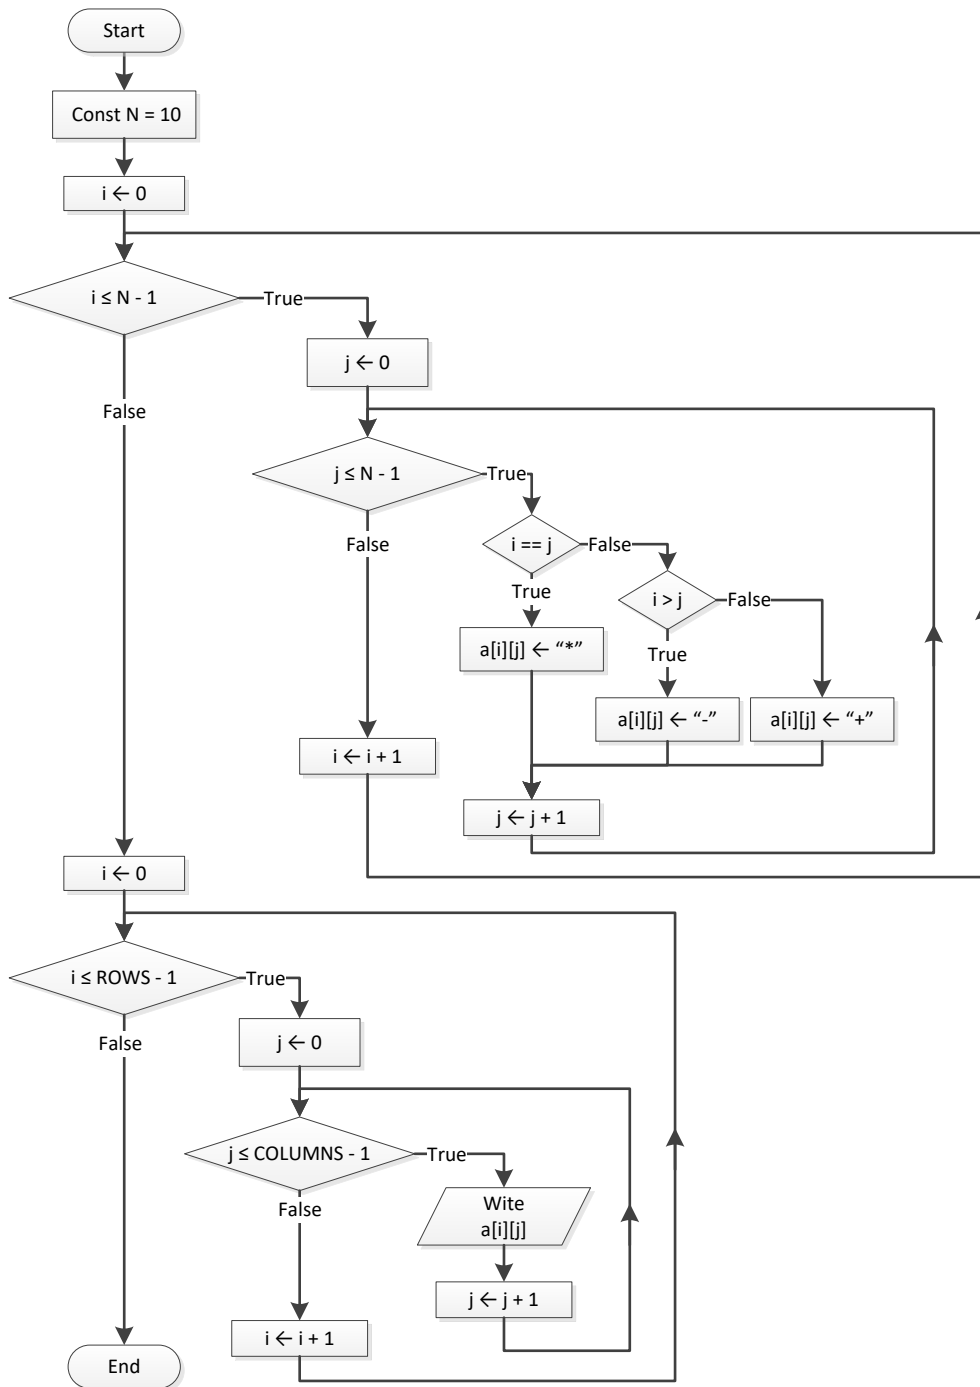 Start
Const N = 10
i ← 0
i ≤ N - 1
True
j ← 0
False
j ≤ N - 1
True
i == j
False
False
True
i > j
False
a[i][j] ← “*”
True
a[i][j] ← “-”
a[i][j] ← “+”
i ← i + 1
j ← j + 1
i ← 0
i ≤ ROWS - 1
True
False
j ← 0
j ≤ COLUMNS - 1
True
False
Wite
a[i][j]
j ← j + 1
i ← i + 1
End